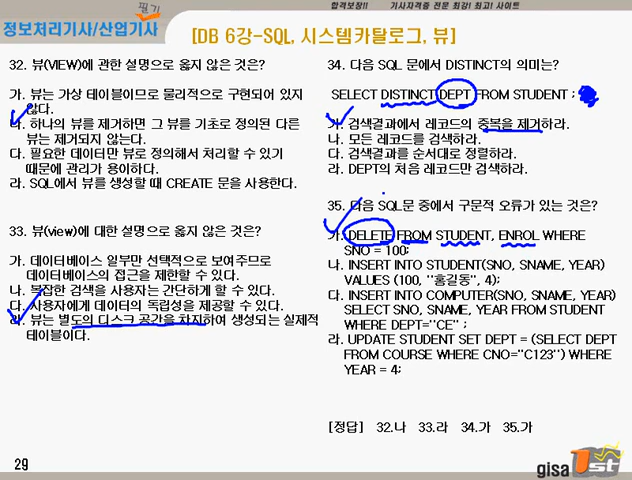 합격보장!! 기사자격증 전문 최강! 최고! 사이트
필기
정보처리기사/산업기사
[DB 6강-SQL, 시스템카탈로그, 뷰]
32. 뷰(VIEW)에 관한 설명으로 옳지 않은 것은?
가. 뷰는 가상 테이블이므로 물리적으로 구현되어 있지
않다.
나. 하나의 뷰를 제거하면 그 뷰를 기초로 정의된 다른
뷰는 제거되지 않는다.
다. 필요한 데이터만 뷰로 정의해서 처리할 수 있기
때문에 관리가 용이하다.
라. SQL에서 뷰를 생성할 때 CREATE 문을 사용한다.
33. 뷰(view)에 대한 설명으로 옳지 않은 것은?
가. 데이터베이스 일부만 선택적으로 보여주므로
데이터베이스의 접근을 제한할 수 있다.
나. 복잡한 검색을 사용자는 간단하게 할 수 있다.
다. 사용자에게 데이터의 독립성을 제공할 수 있다.
라. 뷰는 별도의 디스크 공간을 차지하여 생성되는 실제적
테이블이다.
34. 다음 SQL 문에서 DISTINCT의 의미는?
SELECT DISTINCT DEPT FROM STUDENT ;
가. 검색결과에서 레코드의 중복을 제거하라.
나. 모든 레코드를 검색하라.
다. 검색결과를 순서대로 정렬하라.
라. DEPT의 처음 레코드만 검색하라.
35. 다음 SQL문 중에서 구문적 오류가 있는 것은?
가. DELETE FROM STUDENT, ENROL WHERE
SNO = 100;
나. INSERT INTO STUDENT(SNO, SNAME, YEAR)
VALUES (100, "홍길동", 4);
다. INSERT INTO COMPUTER(SNO, SNAME, YEAR)
SELECT SNO, SNAME, YEAR FROM STUDENT
WHERE DEPT="CE" ;
라. UPDATE STUDENT SET DEPT = (SELECT DEPT
FROM COURSE WHERE CNO="C123") WHERE
YEAR = 4;
[정답] 32.나 33.라 34.가 35.가
29
gisa 1st